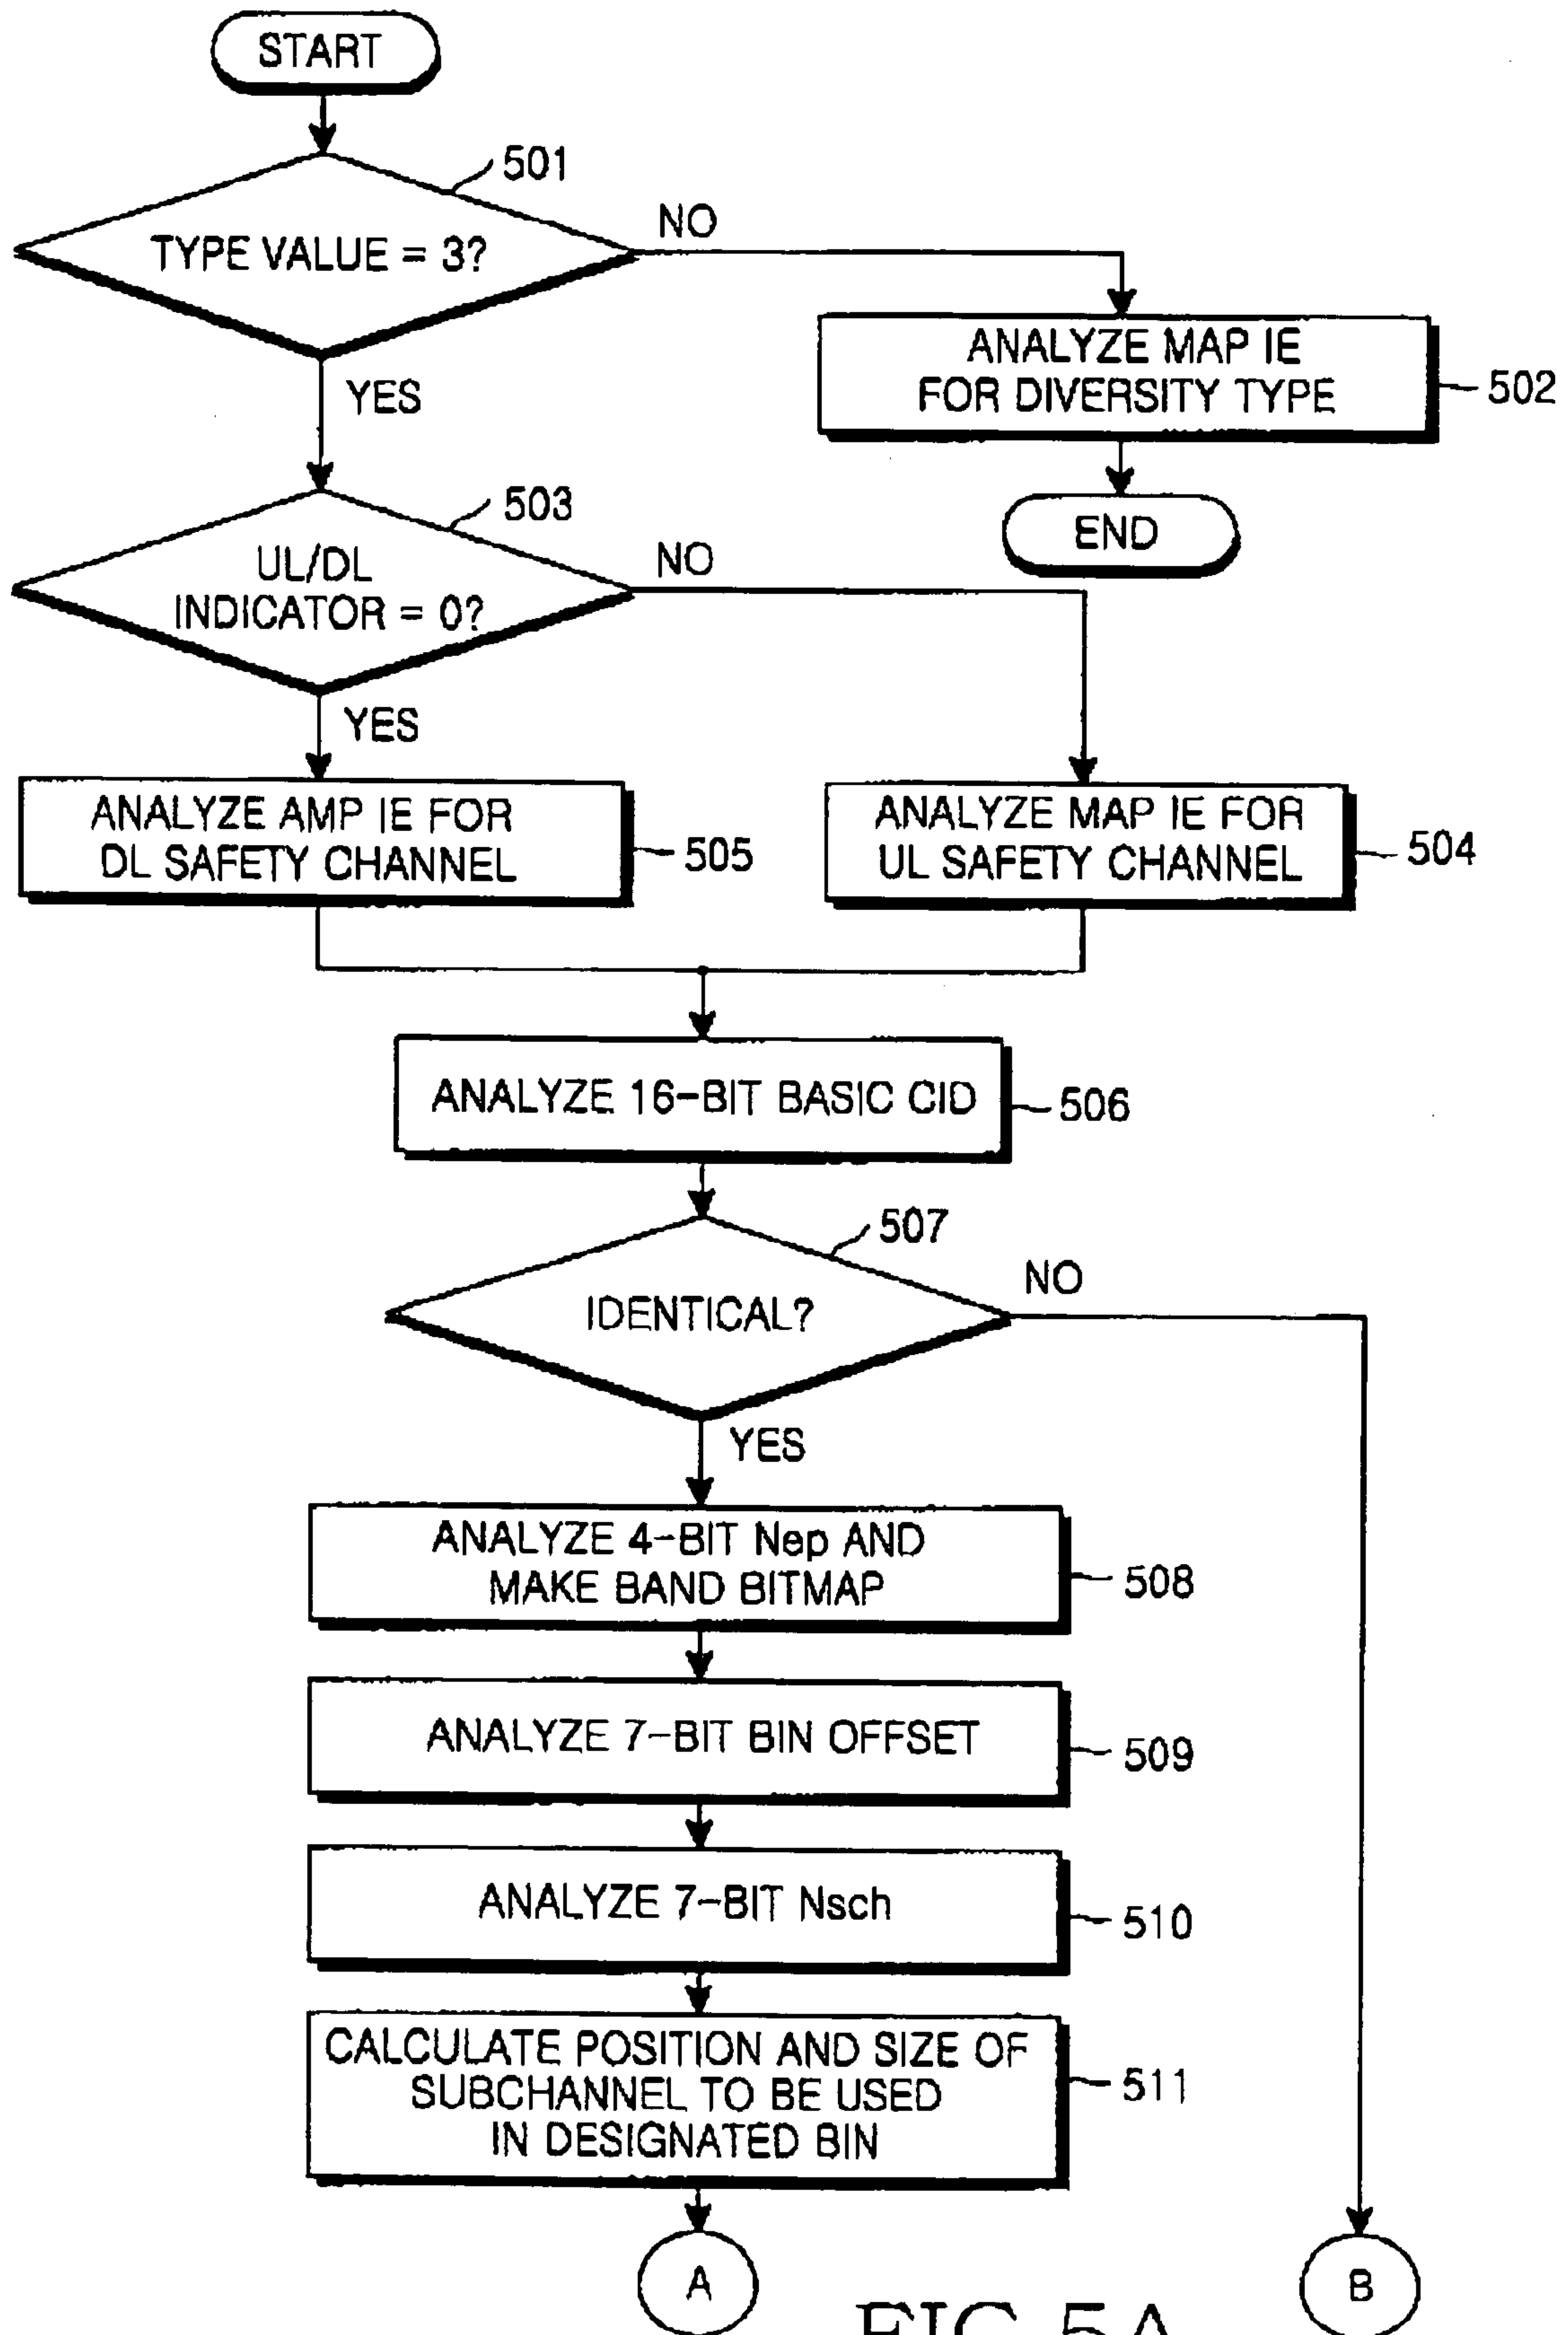 START
501
TYPE VALUE = 3?
NO
YES
ANALYZE MAP IE
FOR DIVERSITY TYPE
502
END
503
UL/DL
INDICATOR = 0?
NO
YES
ANALYZE AMP IE FOR
DL SAFETY CHANNEL
505
ANALYZE MAP IE FOR
UL SAFETY CHANNEL
504
ANALYZE 16-BIT BASIC CID
506
507
IDENTICAL?
NO
YES
ANALYZE 4-BIT Nep AND
MAKE BAND BITMAP
508
ANALYZE 7-BIT BIN OFFSET
509
ANALYZE 7-BIT Nsch
510
CALCULATE POSITION AND SIZE OF
SUBCHANNEL TO BE USED
IN DESIGNATED BIN
511
A
B
FIG.5A